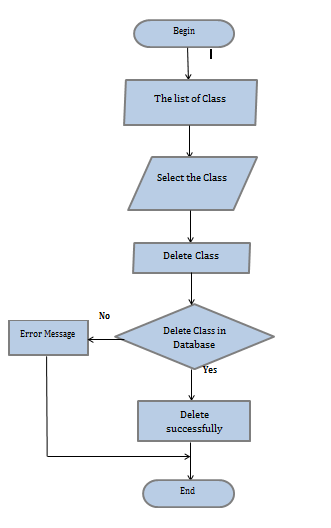 Begin
The list of Class
Select the Class
Delete Class
No
Error Message
Delete Class in
Database
Yes
Delete
successfully
End